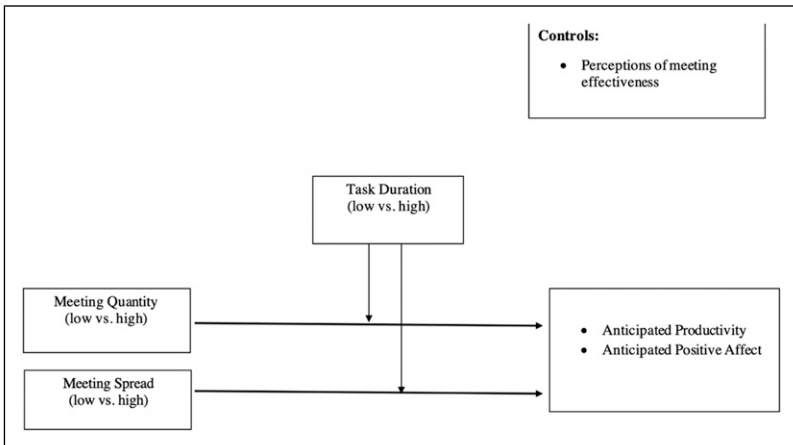 Controls:
• Perceptions of meeting
effectiveness
Task Duration
(low vs. high)
Meeting Quantity
(low vs. high)
• Anticipated Productivity
• Anticipated Positive Affect
Meeting Spread
(low vs. high)